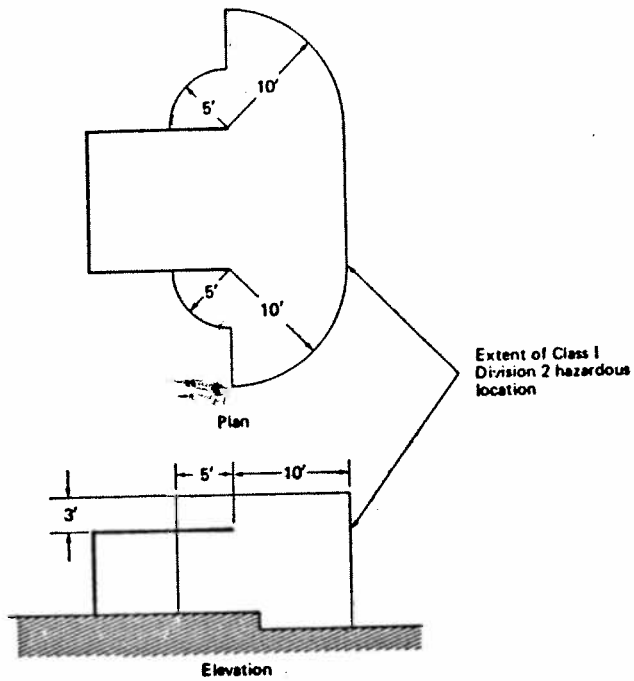 10'
5'
5'
10'
Extent of Class I
Division 2 hazardous
location
Plan
5'
10'
3'
Elevation